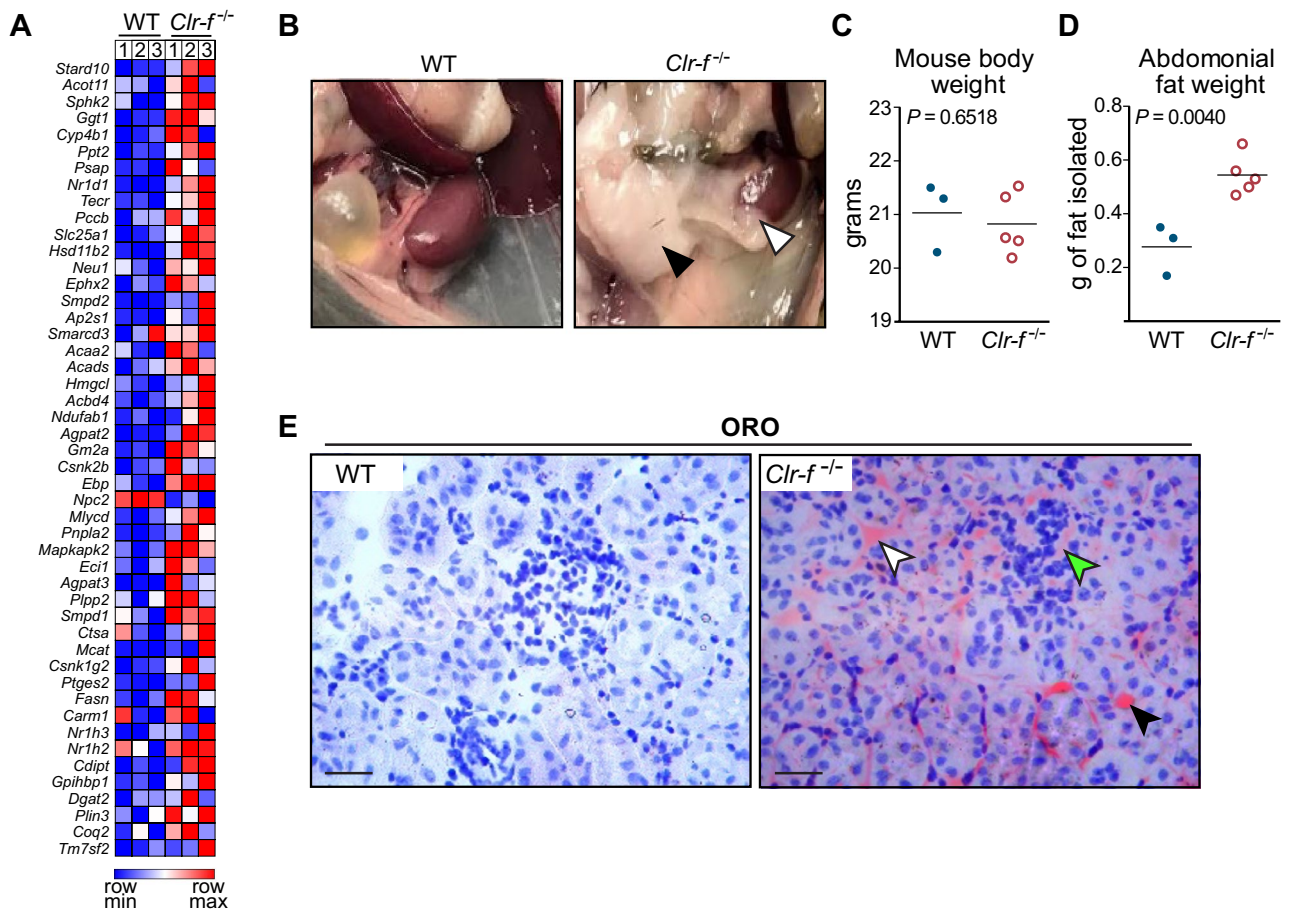 A
WT Clr-f -/-
1 2 3 1 2 3
Stard10
Acot11
Sphk2
Ggt1
Cyp4b1
Ppt2
Psap
Nr1d1
Tecr
Pccb
Slc25a1
Hsd11b2
Neu1
Ephx2
Smpd2
Ap2s1
Smarcd3
Acaa2
Acads
Hmgcl
Acbd4
Ndufab1
Agpat2
Gm2a
Csnk2b
Ebp
Npc2
Mlycd
Pnpla2
Mapkapk2
Eci1
Agpat3
Plpp2
Smpd1
Ctsa
Mcat
Csnk1g2
Ptges2
Fasn
Carm1
Nr1h3
Nr1h2
Cdipt
Gpihbp1
Dgat2
Plin3
Coq2
Tm7sf2
row row
min max
B
WT Clr-f -/-
C
Mouse body
weight
P = 0.6518
23
22
21
20
19
grams
WT Clr-f -/-
D
Abdomonial
fat weight
P = 0.0040
0.8
0.6
0.4
0.2
g of fat isolated
WT Clr-f -/-
E
ORO
WT
Clr-f -/-